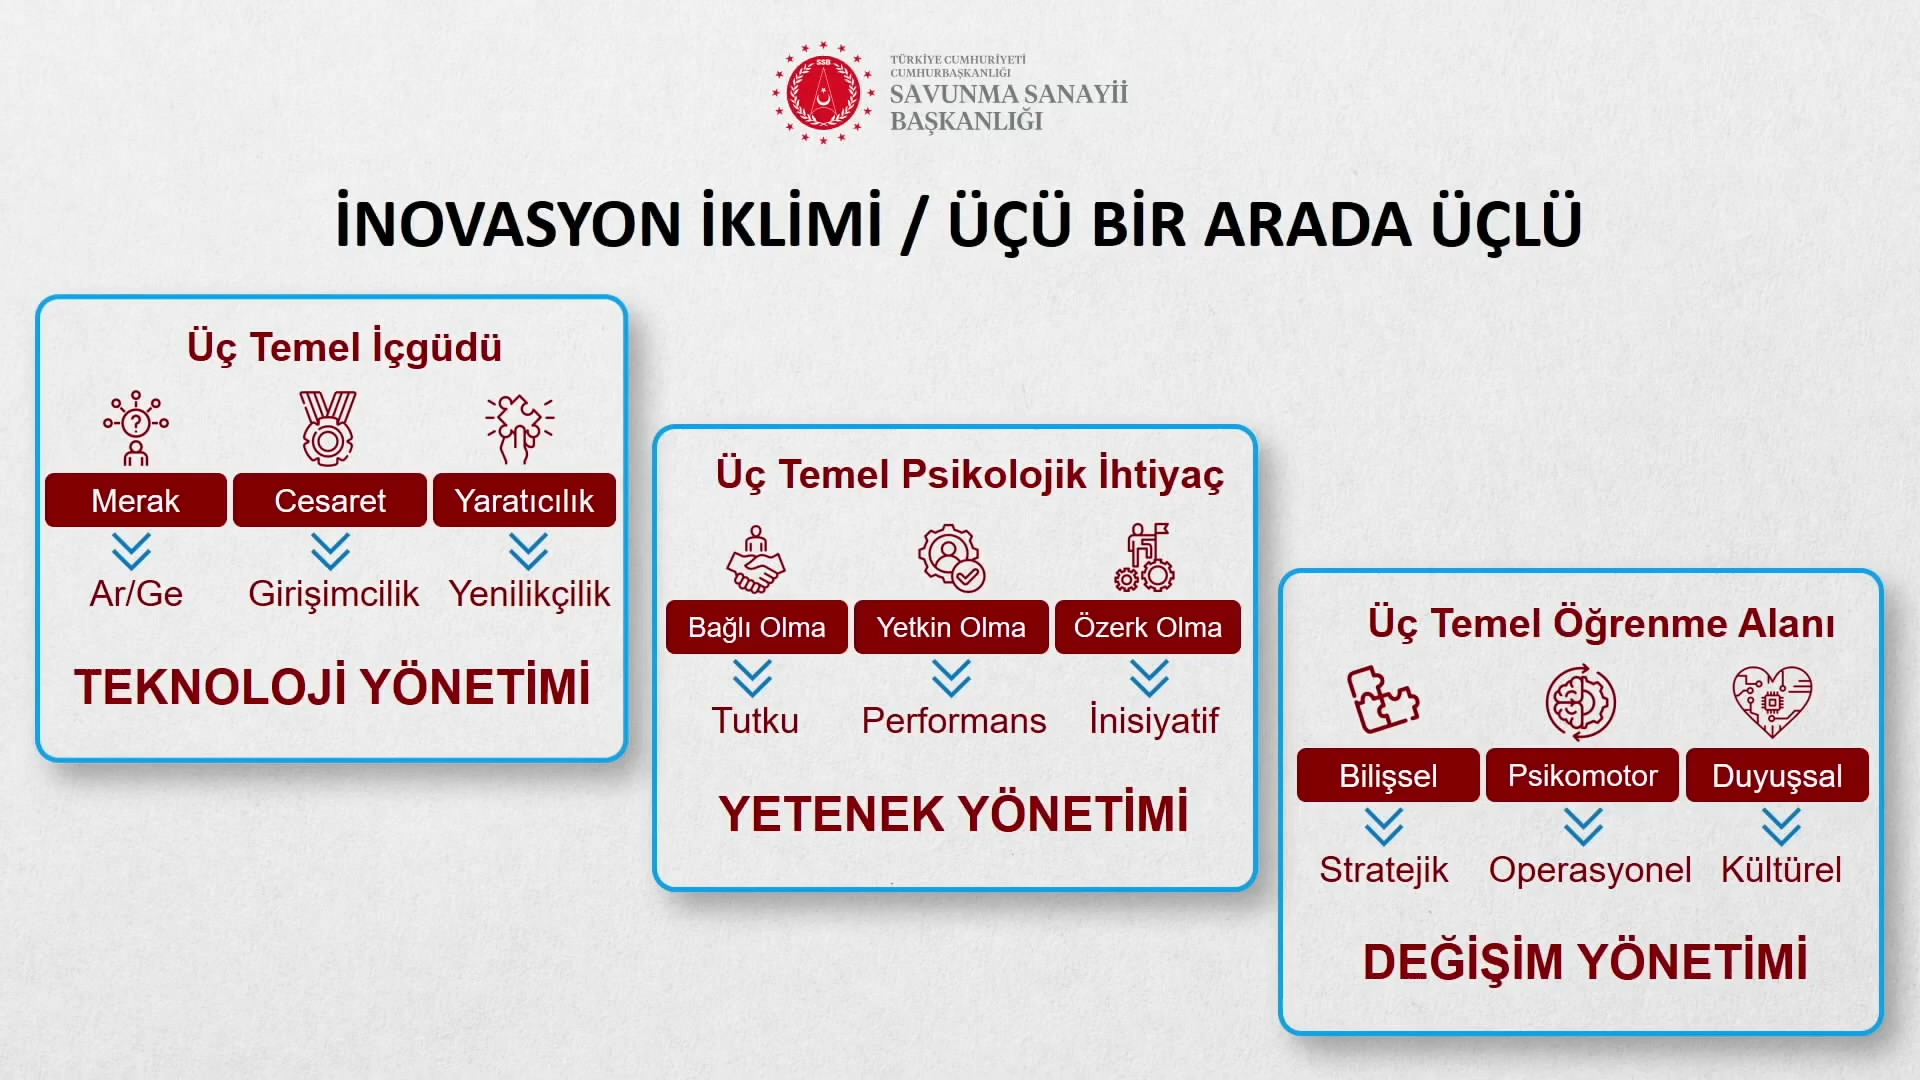 SSB
TÜRKİYE CUMHURİYETİ
CUMHURBAŞKANLIĞI
SAVUNMA SANAYİİ
BAŞKANLIĞI
İNOVASYON İKLİMİ / ÜÇÜ BİR ARADA ÜÇLÜ
Üç Temel İçgüdü
?
Merak Cesaret Yaratıcılık
Ar/Ge Girişimcilik Yenilikçilik
TEKNOLOJİ YÖNETİMİ
Üç Temel Psikolojik İhtiyaç
Bağlı Olma Yetkin Olma Özerk Olma
Tutku Performans İnisiyatif
YETENEK YÖNETİMİ
Üç Temel Öğrenme Alanı
Bilişsel Psikomotor Duyuşsal
Stratejik Operasyonel Kültürel
DEĞİŞİM YÖNETİMİ